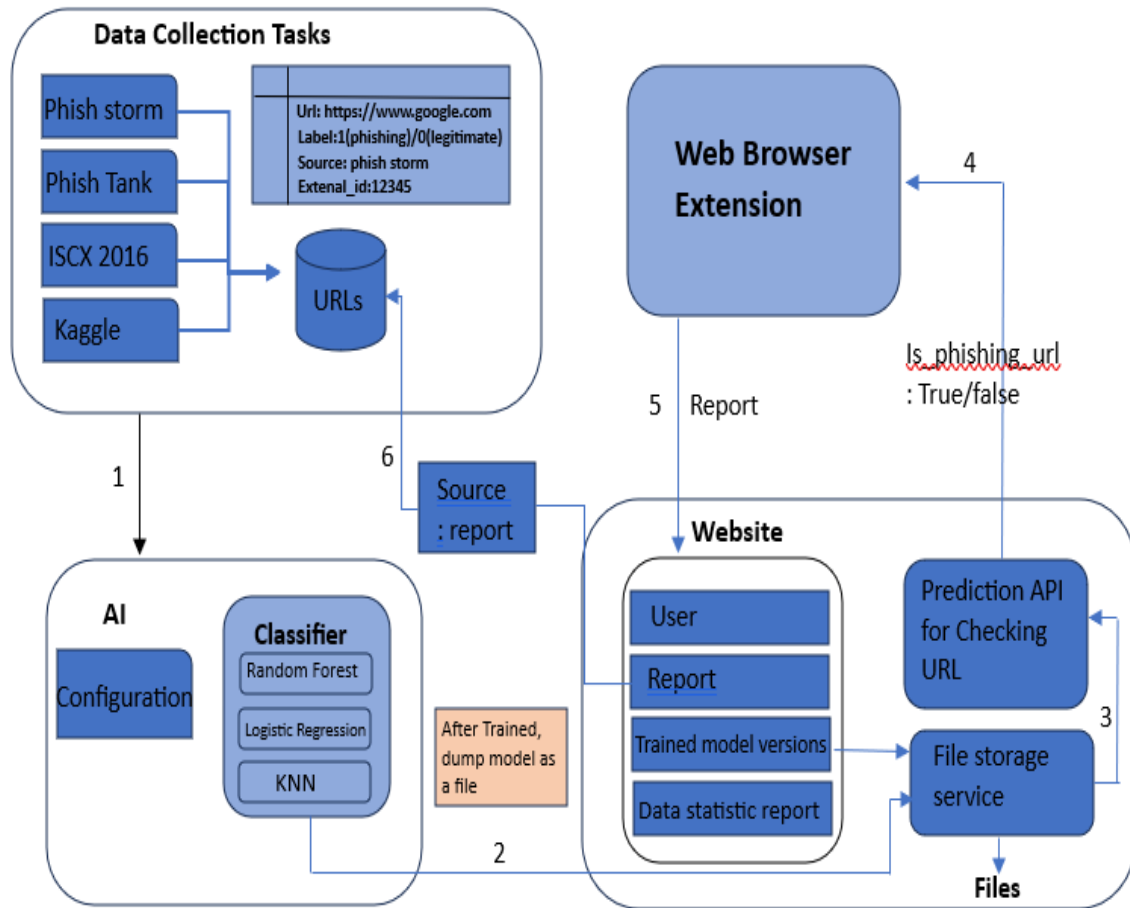 Data Collection Tasks
Phish storm
Phish Tank
ISCX 2016
Kaggle
Url: https://www.google.com
Label:1(phishing)/0(legitimate)
Source: phish storm
Extenal_id:12345
URLs
Web Browser
Extension
4
Is_phishing_url
: True/false
5
Report
1
6
Source
: report
AI
Configuration
Classifier
Random Forest
Logistic Regression
KNN
After Trained,
dump model as
a file
2
Website
User
Report
Trained model versions
Data statistic report
Prediction API
for Checking
URL
3
File storage
service
Files